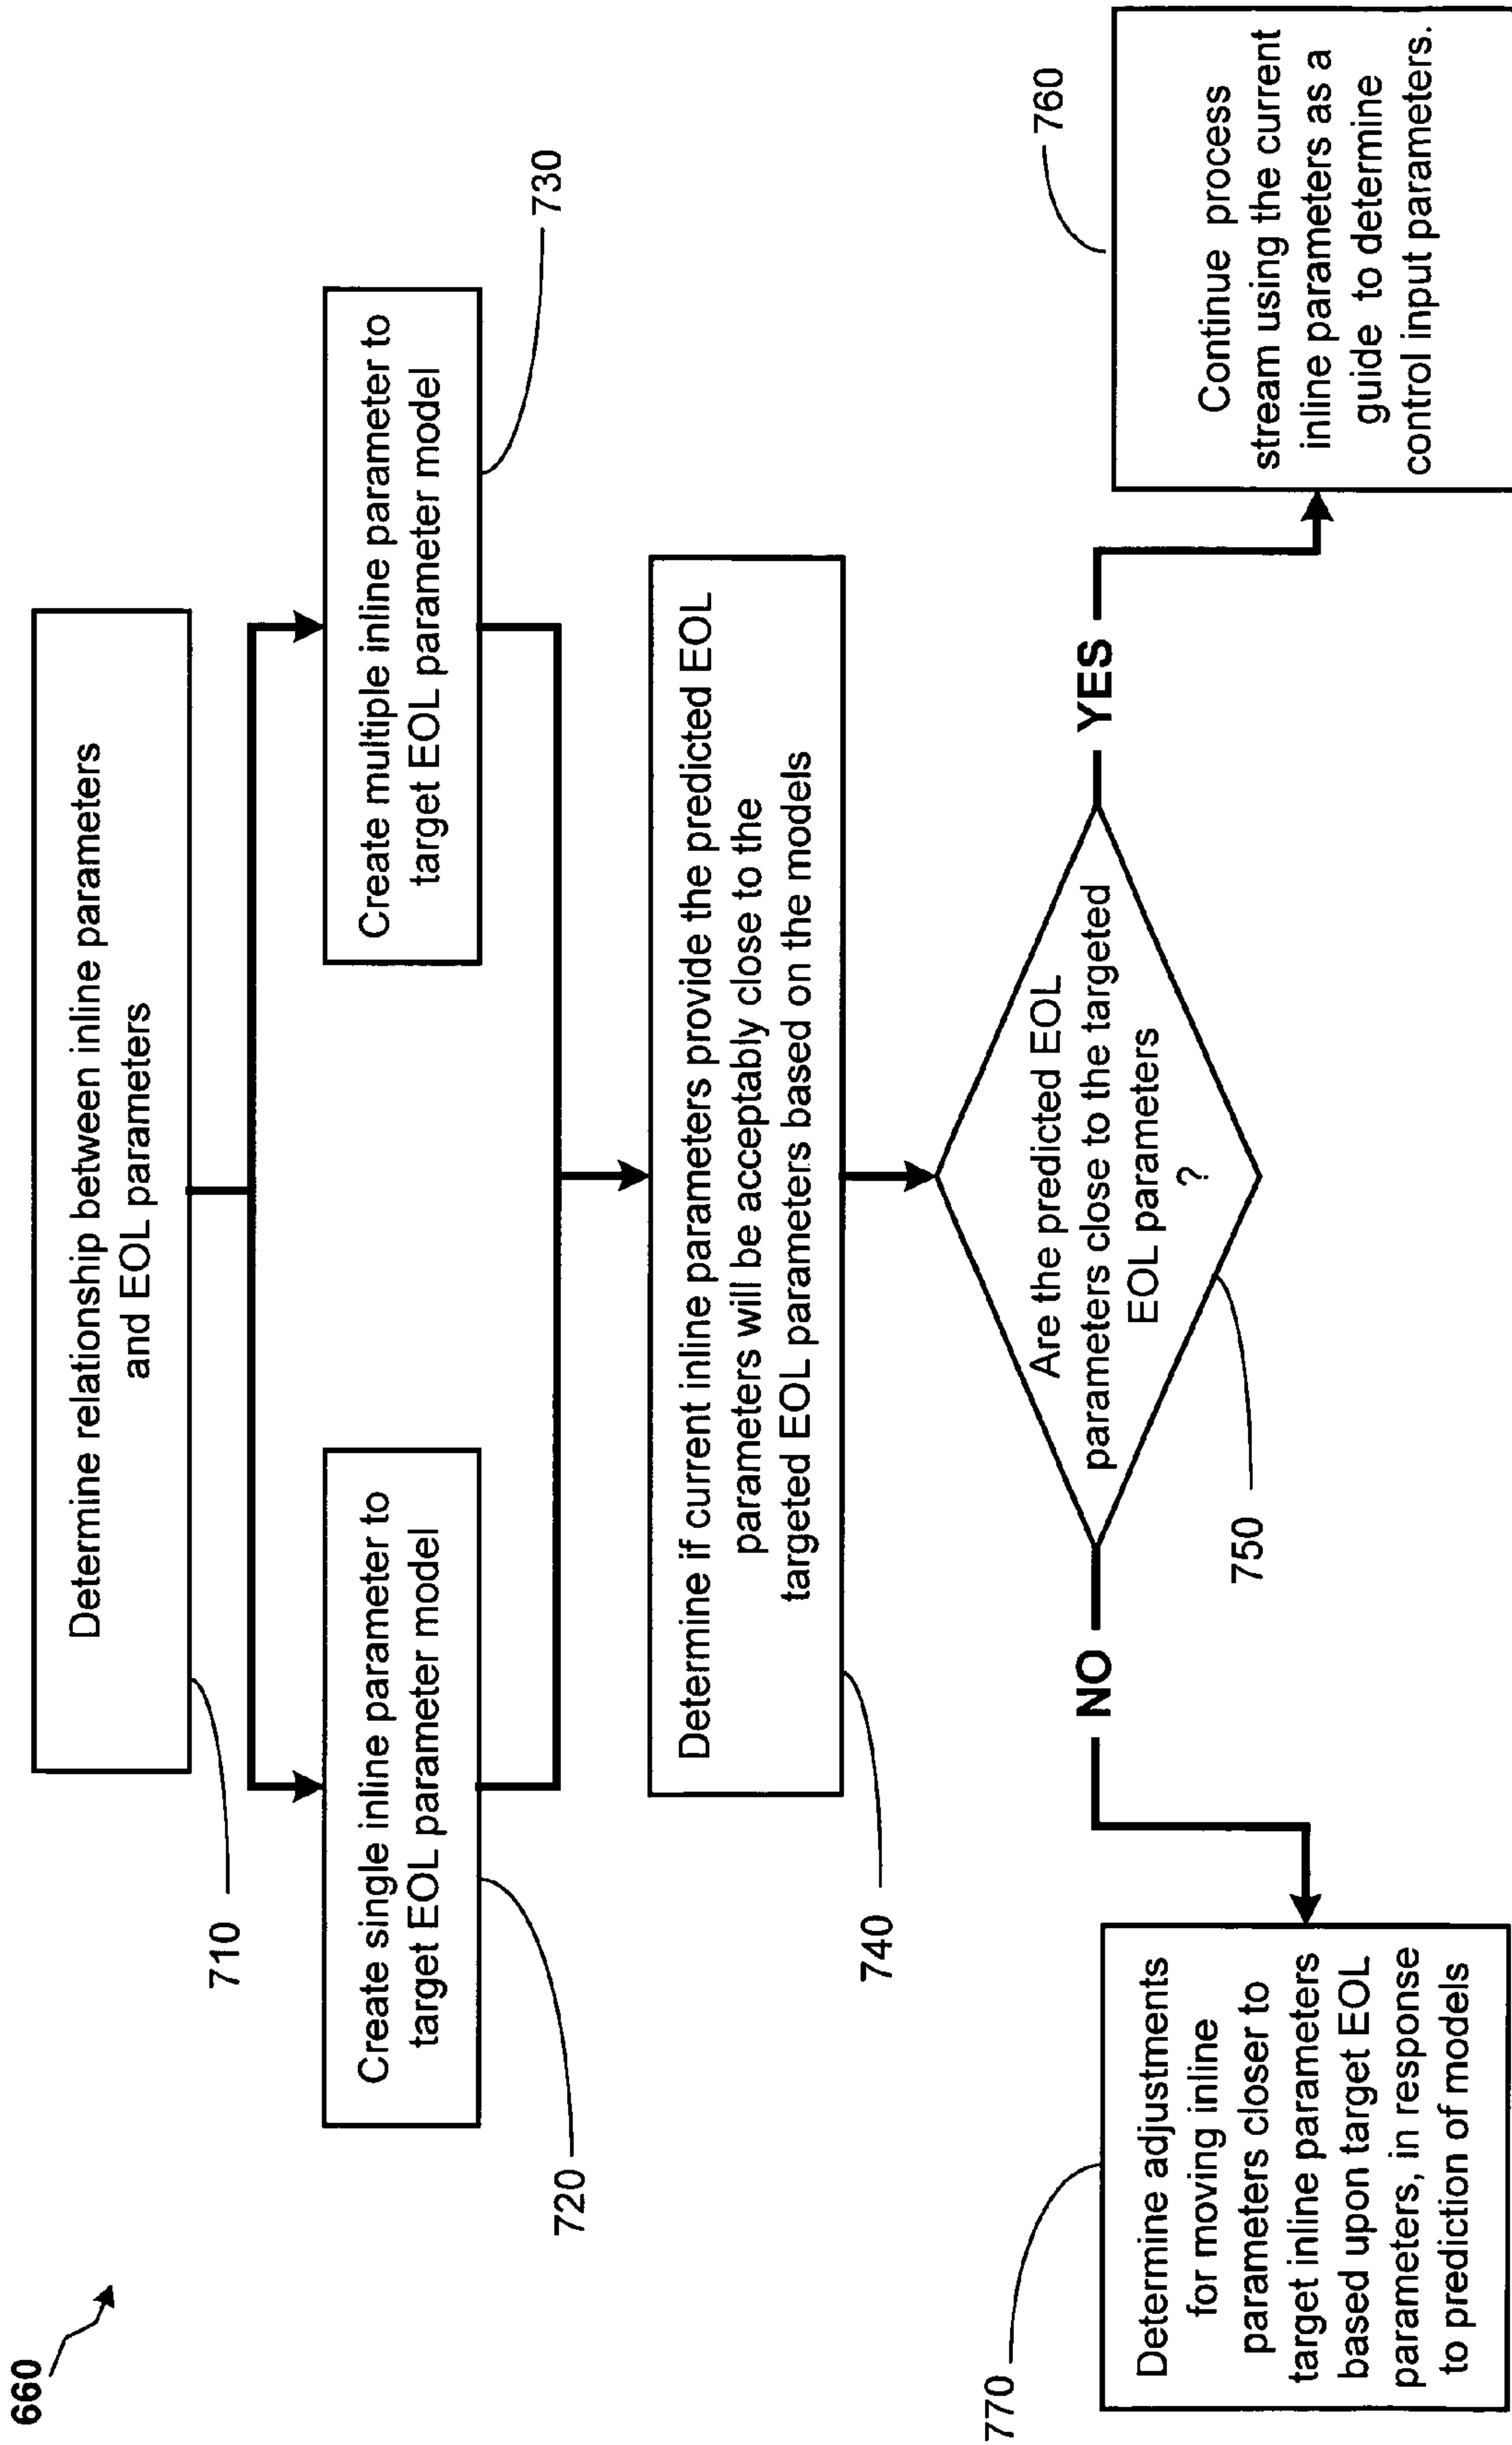 660
Determine relationship between inline parameters
and EOL parameters
710
Create single inline parameter to
target EOL parameter model
720
Create multiple inline parameter to
target EOL parameter model
730
Determine if current inline parameters provide the predicted EOL
parameters will be acceptably close to the
targeted EOL parameters based on the models
740
Are the predicted EOL
parameters close to the targeted
EOL parameters
?
750
NO
YES
770
Determine adjustments
for moving inline
parameters closer to
target inline parameters
based upon target EOL
parameters, in response
to prediction of models
760
Continue process
stream using the current
inline parameters as a
guide to determine
control input parameters.